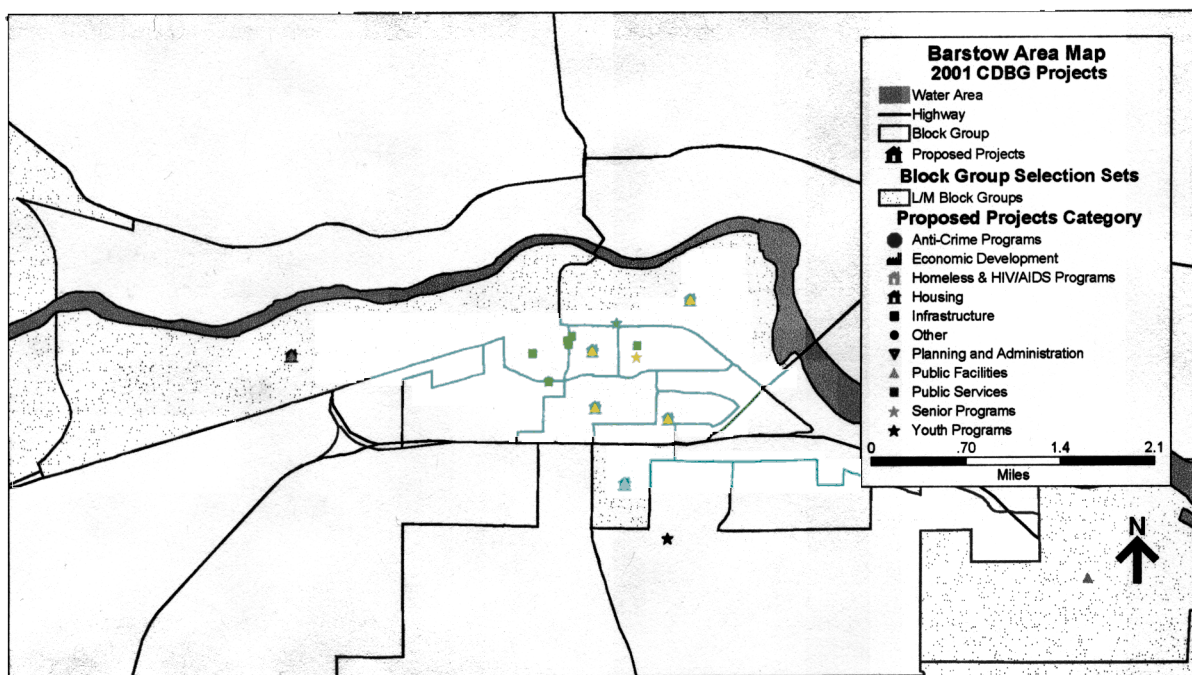 Barstow Area Map
2001 CDBG Projects
Water Area
Highway
Block Group
Proposed Projects
Block Group Selection Sets
L/M Block Groups
Proposed Projects Category
Anti-Crime Programs
Economic Development
Homeless & HIV/AIDS Programs
Housing
Infrastructure
Other
Planning and Administration
Public Facilities
Public Services
Senior Programs
Youth Programs
0 .70 1.4 2.1
Miles
N